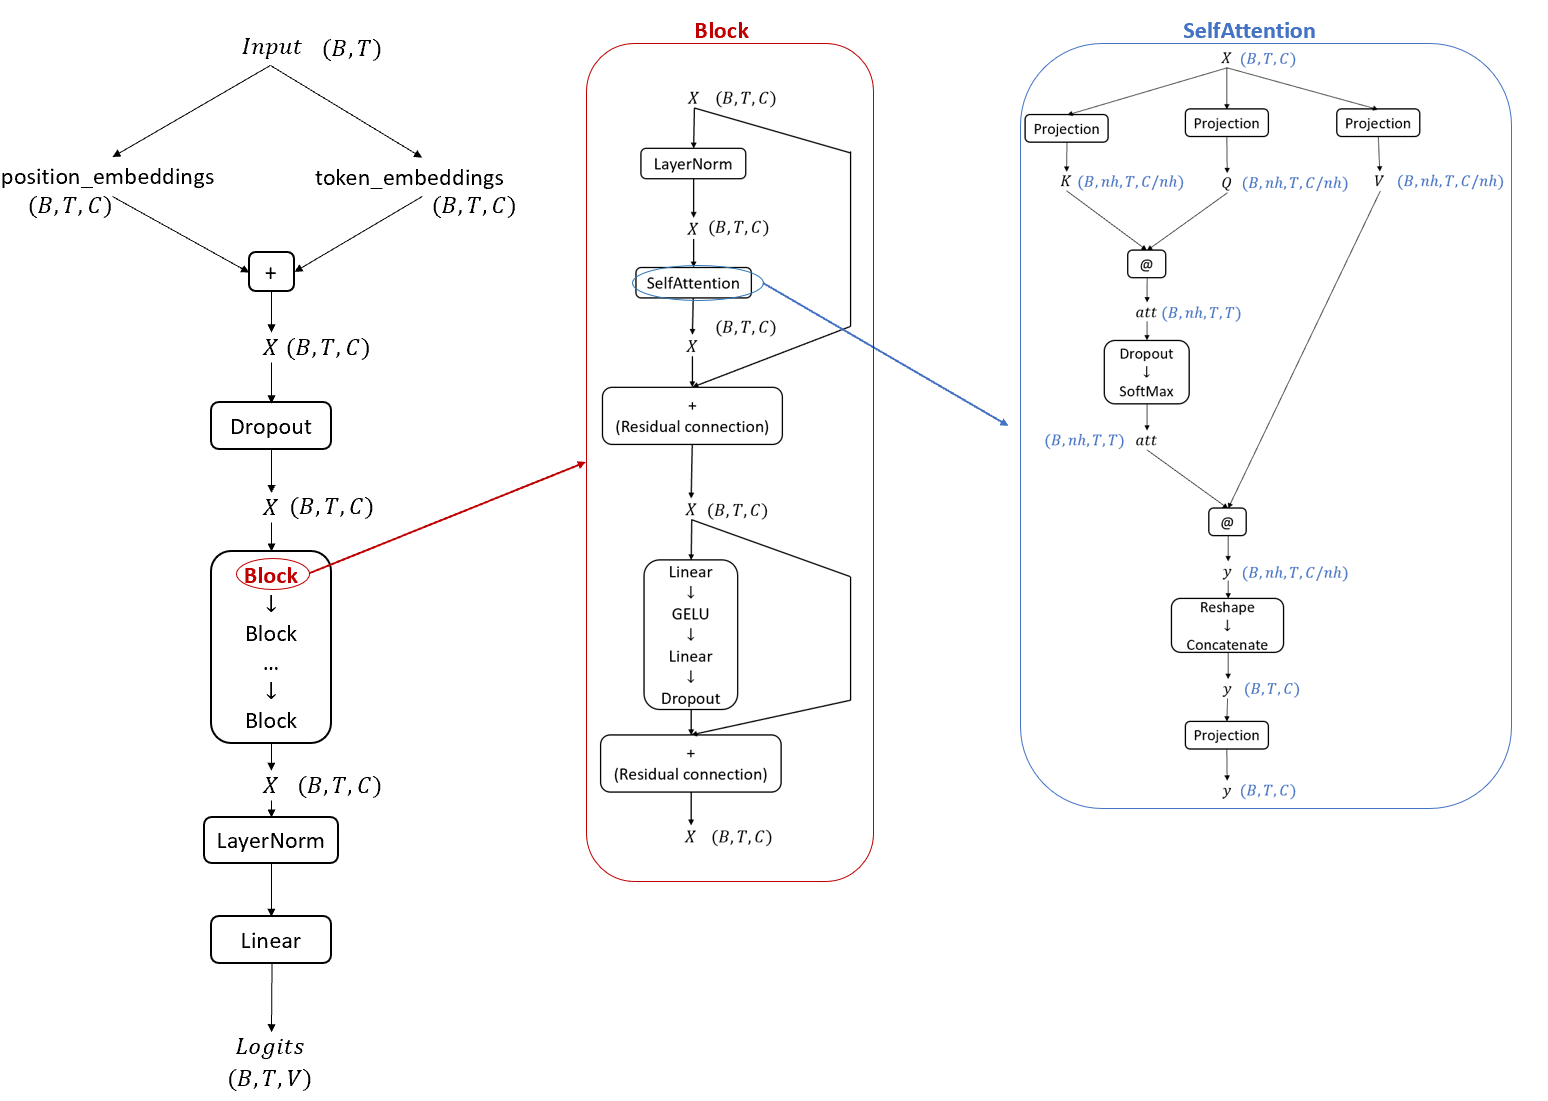 Input (B,T)
position_embeddings
(B,T,C)
token_embeddings
(B,T,C)
+
X (B,T,C)
Dropout
X (B,T,C)
Block
↓
Block
...
↓
Block
X (B,T,C)
LayerNorm
Linear
Logits
(B,T,V)
Block
X (B,T,C)
LayerNorm
X (B,T,C)
SelfAttention
(B,T,C)
X
+
(Residual connection)
X (B,T,C)
Linear
↓
GELU
↓
Linear
↓
Dropout
+
(Residual connection)
X (B,T,C)
SelfAttention
X (B,T,C)
Projection
Projection
Projection
K (B,nh,T,C/nh)
Q (B,nh,T,C/nh)
V (B,nh,T,C/nh)
@
att (B,nh,T,T)
Dropout
↓
SoftMax
(B,nh,T,T) att
@
y (B,nh,T,C/nh)
Reshape
↓
Concatenate
y (B,T,C)
Projection
y (B,T,C)